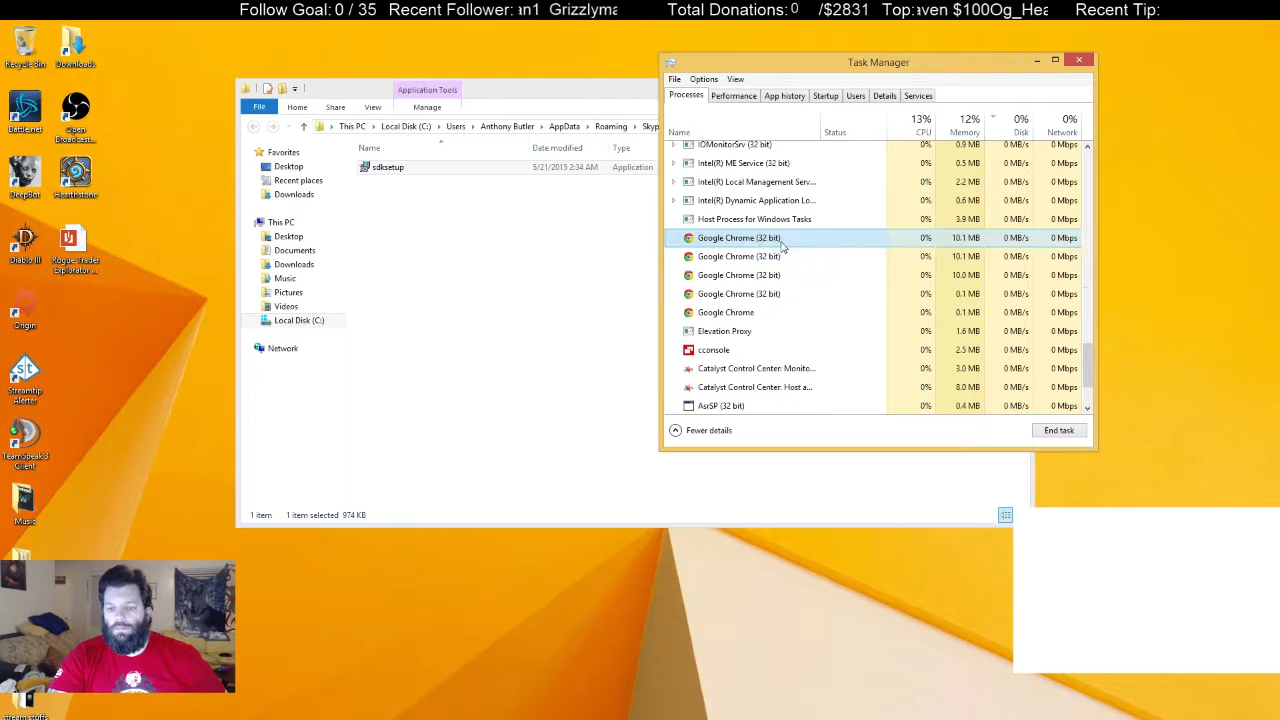 Follow Goal: 0 / 35 Recent Follower: an1 Grizzlyma Total Donations: 0 /$2831 Top: aven $100Og_Hea Recent Tip:
Recycle Bin
Downloads
Battle.net
Open Broadcast...
DeepBot
Hearthstone
Diablo III
Rogue Trader Explorator ...
Origin
Streamtip Alerter
TeamSpeak 3 Client
Music
stream stuffs
Application Tools
File Home Share View Manage
This PC Local Disk (C:) Users Anthony Butler AppData Roaming Skyp
Name Date modified Type
sdksetup 5/21/2015 2:34 AM Application
Favorites
Desktop
Recent places
Downloads
This PC
Desktop
Documents
Downloads
Music
Pictures
Videos
Local Disk (C:)
Network
1 item 1 item selected 974 KB
Task Manager
File Options View
Processes Performance App history Startup Users Details Services
13% 12% 0% 0%
Name Status CPU Memory Disk Network
IOMonitorSrv (32 bit) 0% 0.9 MB 0 MB/s 0 Mbps
Intel(R) ME Service (32 bit) 0% 0.5 MB 0 MB/s 0 Mbps
Intel(R) Local Management Serv... 0% 2.2 MB 0 MB/s 0 Mbps
Intel(R) Dynamic Application Lo... 0% 0.6 MB 0 MB/s 0 Mbps
Host Process for Windows Tasks 0% 3.9 MB 0 MB/s 0 Mbps
Google Chrome (32 bit) 0% 10.1 MB 0 MB/s 0 Mbps
Google Chrome (32 bit) 0% 10.1 MB 0 MB/s 0 Mbps
Google Chrome (32 bit) 0% 10.0 MB 0 MB/s 0 Mbps
Google Chrome (32 bit) 0% 0.1 MB 0 MB/s 0 Mbps
Google Chrome 0% 0.1 MB 0 MB/s 0 Mbps
Elevation Proxy 0% 1.6 MB 0 MB/s 0 Mbps
cconsole 0% 2.5 MB 0 MB/s 0 Mbps
Catalyst Control Center: Monito... 0% 3.0 MB 0 MB/s 0 Mbps
Catalyst Control Center: Host a... 0% 8.0 MB 0 MB/s 0 Mbps
AsrSP (32 bit) 0% 0.4 MB 0 MB/s 0 Mbps
Fewer details End task